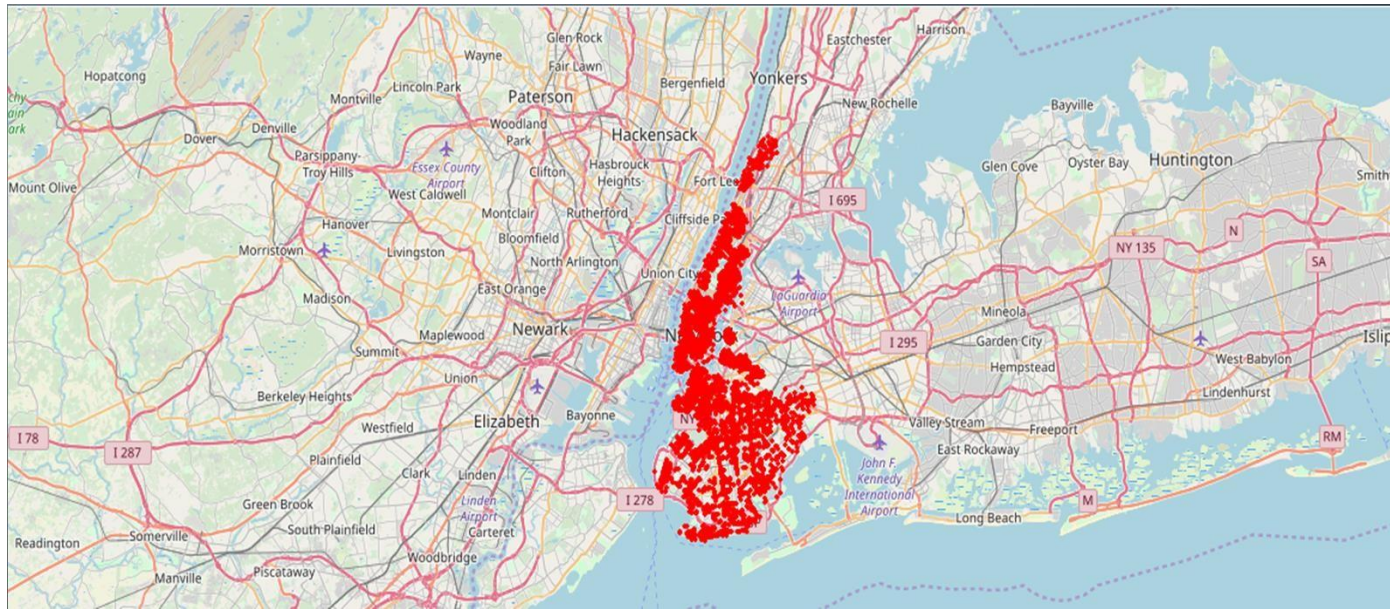 Harrison
Glen Rock
Eastchester
Wayne
Fair Lawn
Hopatcong
Yonkers
Lincoln Park
Bergenfield
Montville
Paterson
New Rochelle
Bayville
Denville
Woodland
Park
Hackensack
Dover
Parsippany-
Troy Hills
Essex County
Airport
Clifton
Hasbrouck
Heights
Glen Cove
Oyster Bay
Huntington
Mount Olive
West Caldwell
Fort Lee
I 695
Montclair
Rutherford
Cliffside
Hanover
Bloomfield
N
Morristown
Livingston
North Arlington
Union City
NY 135
SA
Madison
East Orange
LaGuardia
Airport
Mineola
Maplewood
Newark
I 295
Garden City
Summit
West Babylon
Union
Hempstead
Lindenhurst
Berkeley Heights
Elizabeth
Bayonne
NY
Valley Stream
Freeport
I 78
I 287
Westfield
East Rockaway
RM
Plainfield
Clark
Linden
John F.
Kennedy
International
Airport
Green Brook
Linden
Airport
I 278
M
South Plainfield
Long Beach
Readington
Somerville
Carteret
Woodbridge
Manville
Piscataway